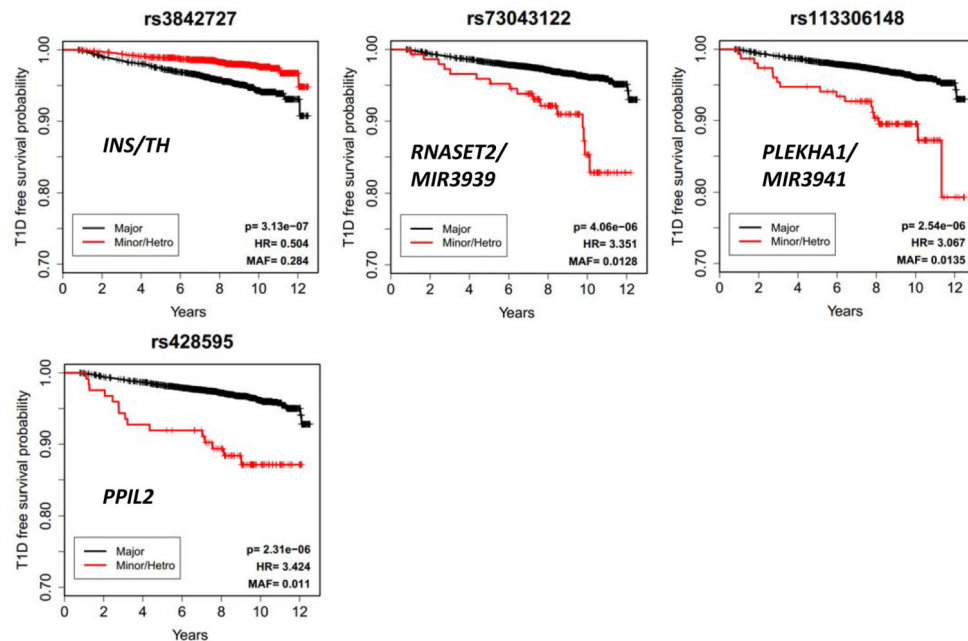 rs3842727
T1D free survival probability
1.00
0.90
0.80
0.70
INS/TH
Major
Minor/Hetro
p= 3.13e−07
HR= 0.504
MAF= 0.284
0 2 4 6 8 10 12
Years
rs73043122
T1D free survival probability
1.00
0.90
0.80
0.70
RNASET2/
MIR3939
Major
Minor/Hetro
p= 4.06e−06
HR= 3.351
MAF= 0.0128
0 2 4 6 8 10 12
Years
rs113306148
T1D free survival probability
1.00
0.90
0.80
0.70
PLEKHA1/
MIR3941
Major
Minor/Hetro
p= 2.54e−06
HR= 3.067
MAF= 0.0135
0 2 4 6 8 10 12
Years
rs428595
T1D free survival probability
1.00
0.90
0.80
0.70
PPIL2
Major
Minor/Hetro
p= 2.31e−06
HR= 3.424
MAF= 0.011
0 2 4 6 8 10 12
Years